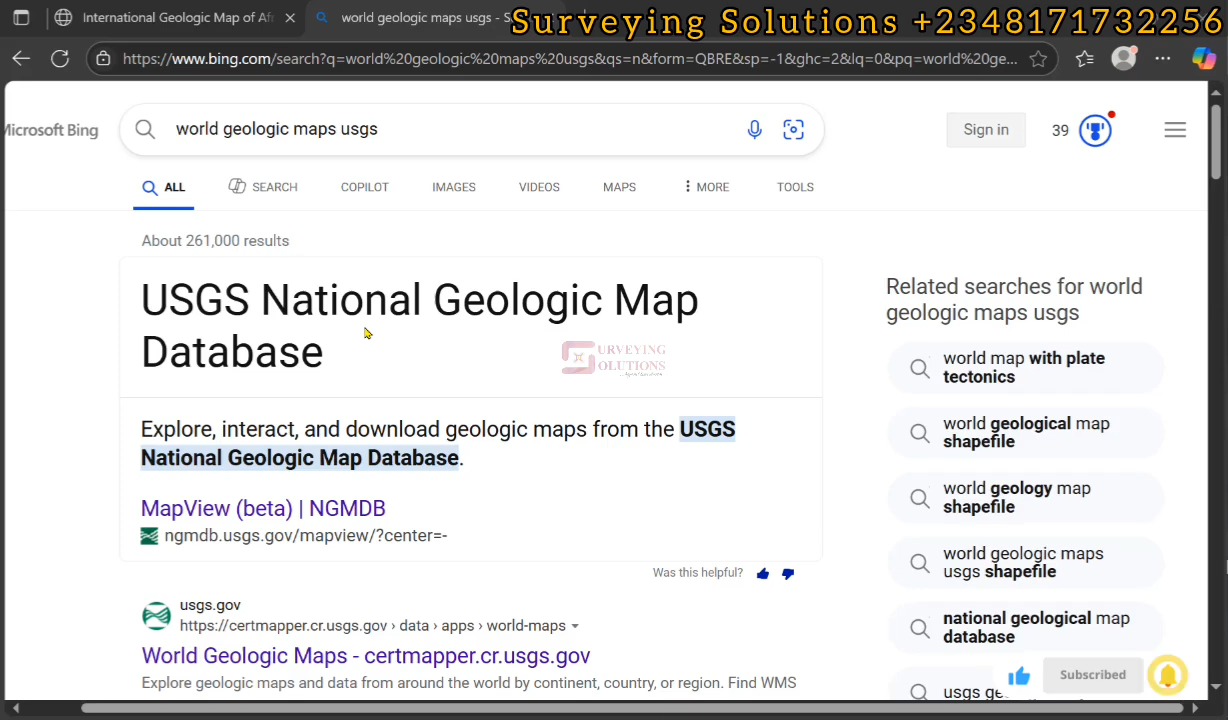 International Geologic Map of Afr
world geologic maps usgs - S
Surveying Solutions +2348171732256
https://www.bing.com/search?q=world%20geologic%20maps%20usgs&qs=n&form=QBRE&sp=-1&ghc=2&lq=0&pq=world%20ge...
Microsoft Bing
world geologic maps usgs
Sign in
39
ALL
SEARCH
COPILOT
IMAGES
VIDEOS
MAPS
MORE
TOOLS
About 261,000 results
USGS National Geologic Map
Database
SURVEYING
SOLUTIONS
Explore, interact, and download geologic maps from the USGS
National Geologic Map Database.
MapView (beta) | NGMDB
ngmdb.usgs.gov/mapview/?center=-
Was this helpful?
usgs.gov
https://certmapper.cr.usgs.gov › data › apps › world-maps
World Geologic Maps - certmapper.cr.usgs.gov
Explore geologic maps and data from around the world by continent, country, or region. Find WMS
Related searches for world
geologic maps usgs
world map with plate
tectonics
world geological map
shapefile
world geology map
shapefile
world geologic maps
usgs shapefile
national geological map
database
usgs ge
Subscribed